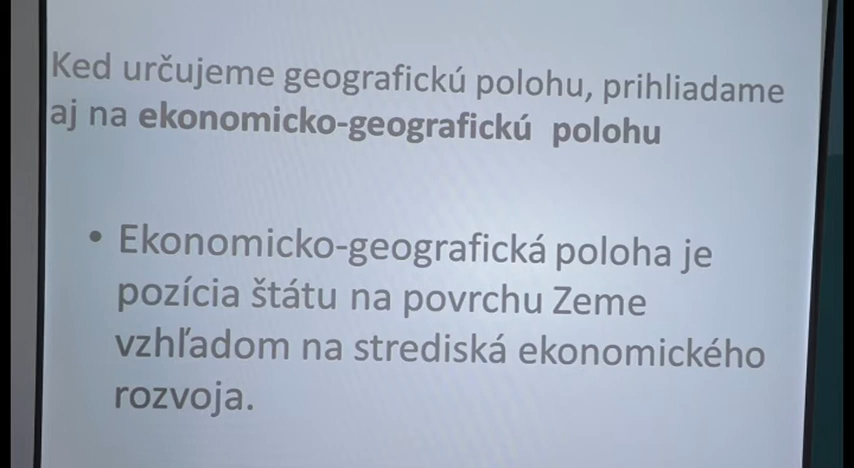 Ked určujeme geografickú polohu, prihliadame
aj na ekonomicko-geografickú polohu
• Ekonomicko-geografická poloha je
pozícia štátu na povrchu Zeme
vzhľadom na strediská ekonomického
rozvoja.